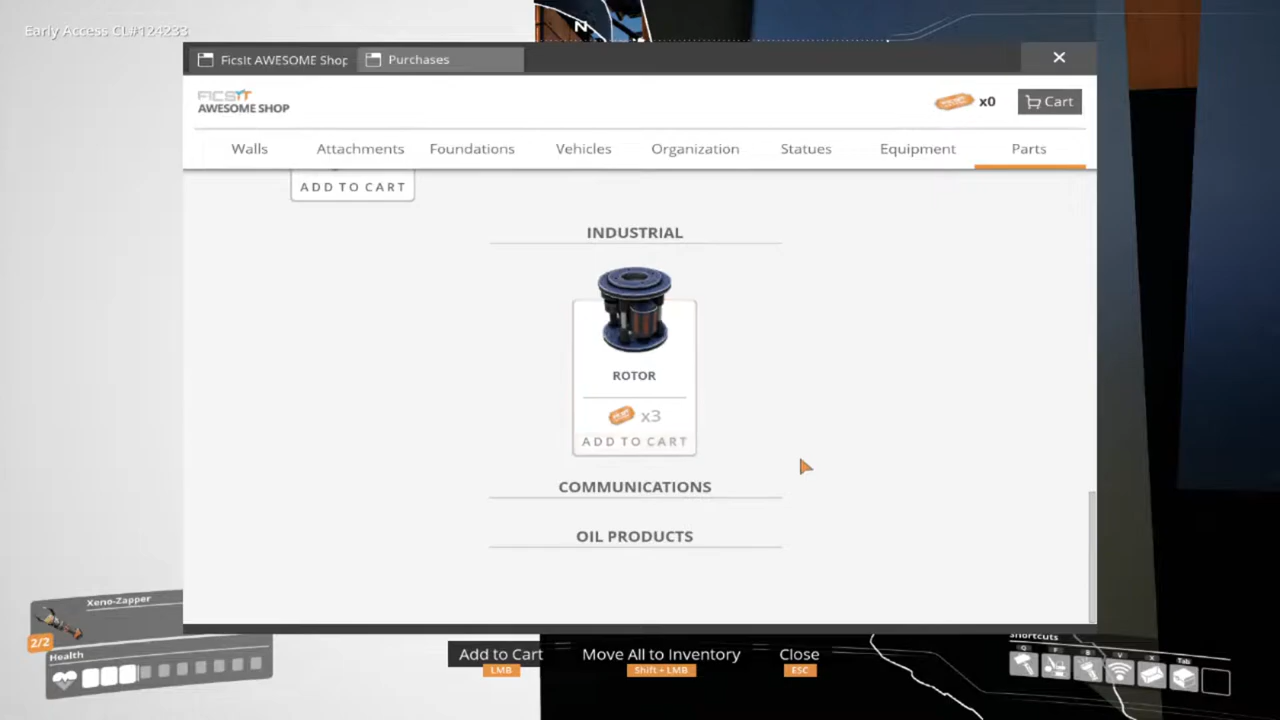 Early Access CL#124233
N
Ficsit AWESOME Shop
Purchases
FICSIT
AWESOME SHOP
x0
Cart
Walls
Attachments
Foundations
Vehicles
Organization
Statues
Equipment
Parts
ADD TO CART
INDUSTRIAL
ROTOR
x3
ADD TO CART
COMMUNICATIONS
OIL PRODUCTS
Xeno-Zapper
2/2
Health
Add to Cart
LMB
Move All to Inventory
Shift + LMB
Close
ESC
Shortcuts
Q
F
B
V
X
Tab